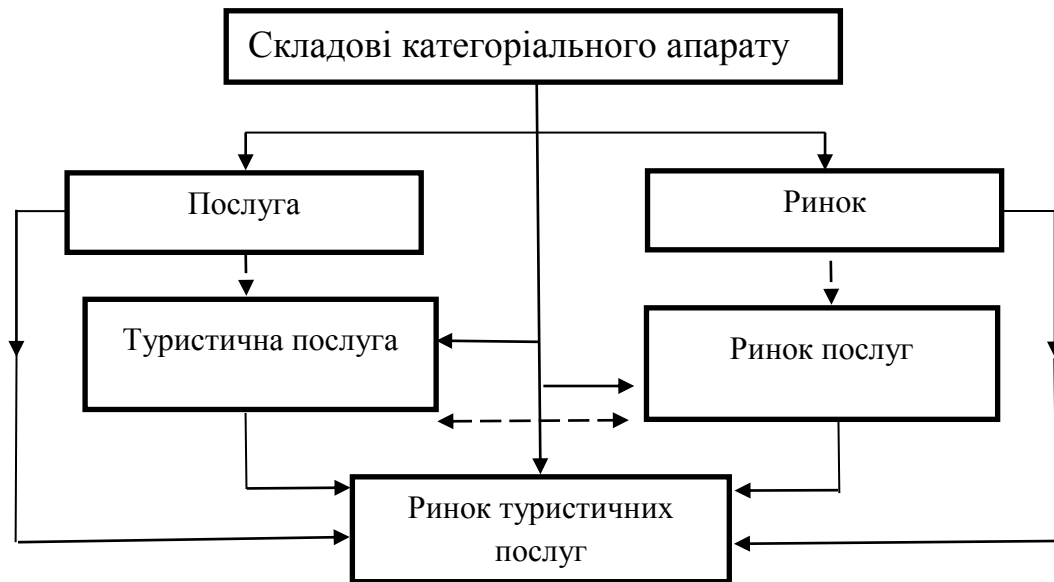 Складові категоріального апарату
Послуга
Ринок
Туристична послуга
Ринок послуг
Ринок туристичних
послуг